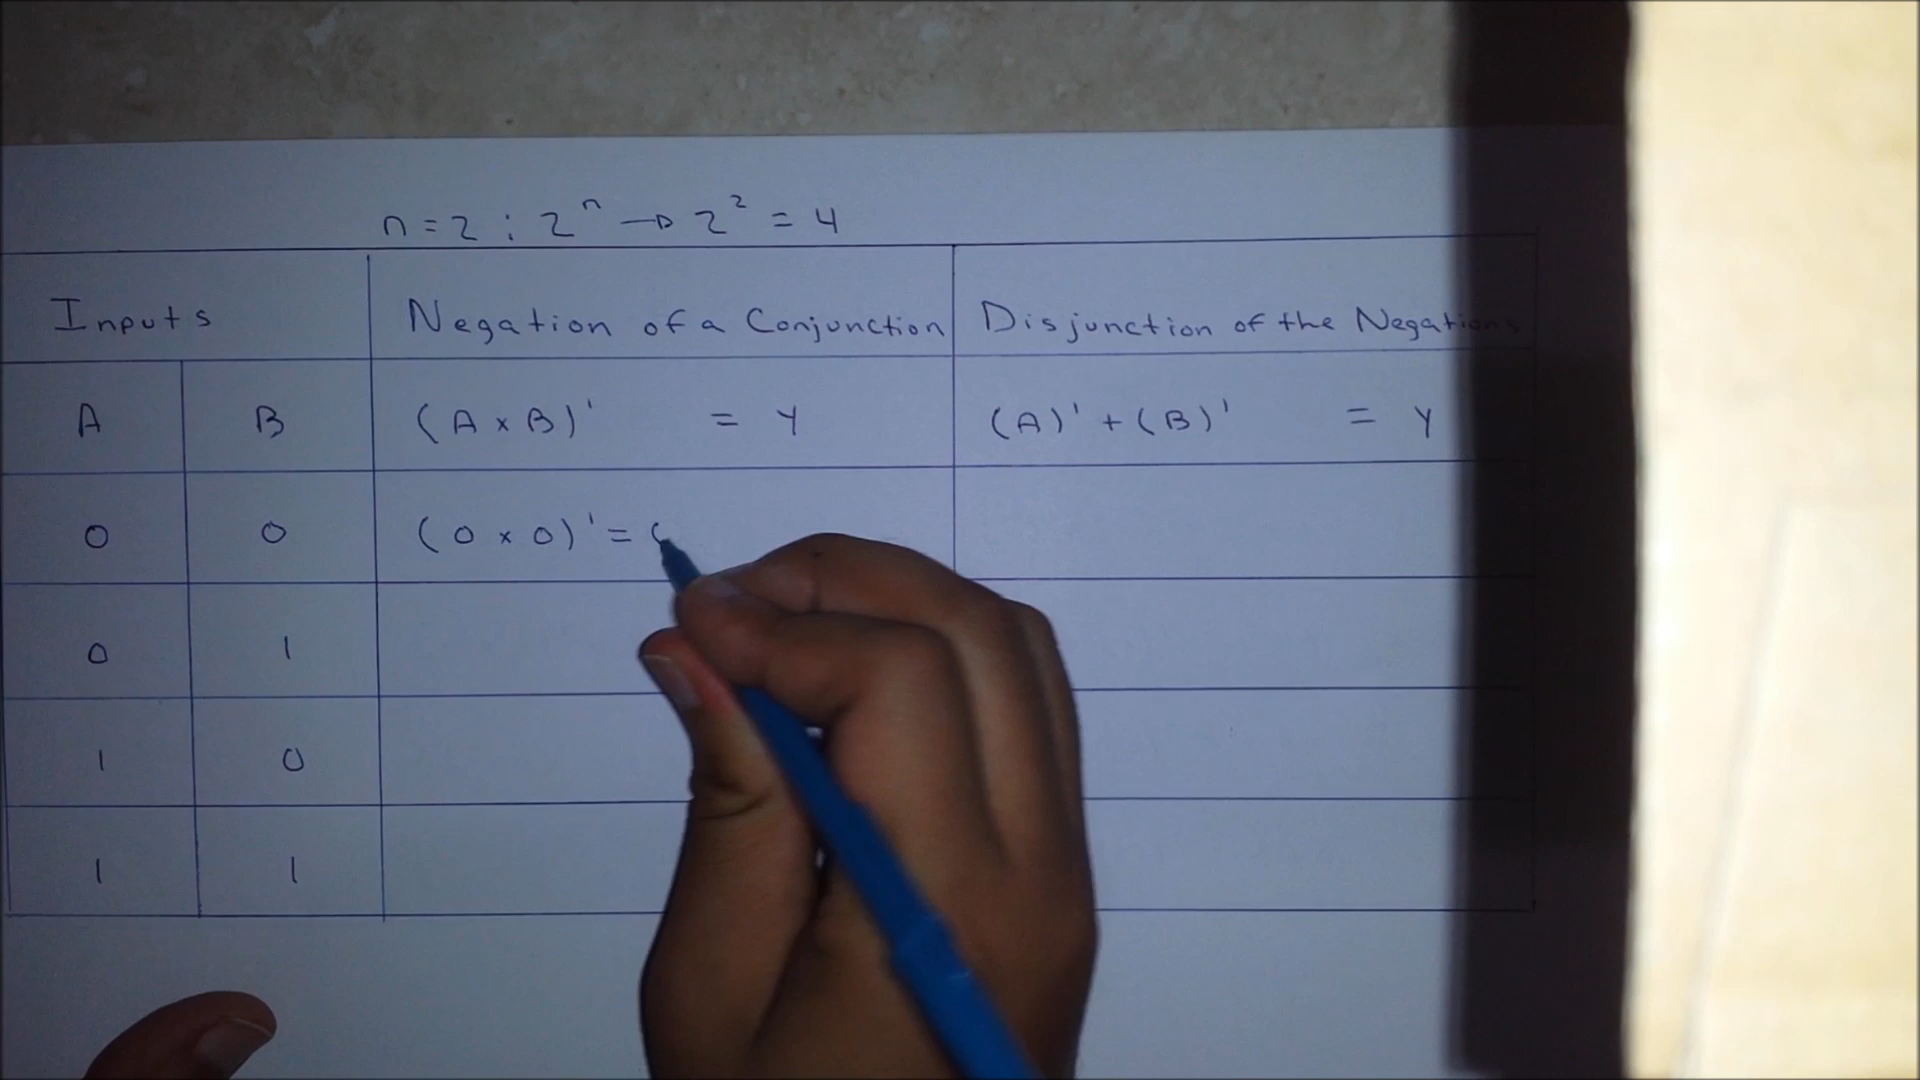 n = 2 ; 2ⁿ → 2² = 4
Inputs Negation of a Conjunction Disjunction of the Negations
A B (A × B)' = Y (A)' + (B)' = Y
0 0 (0 × 0)' =
0 1
1 0
1 1